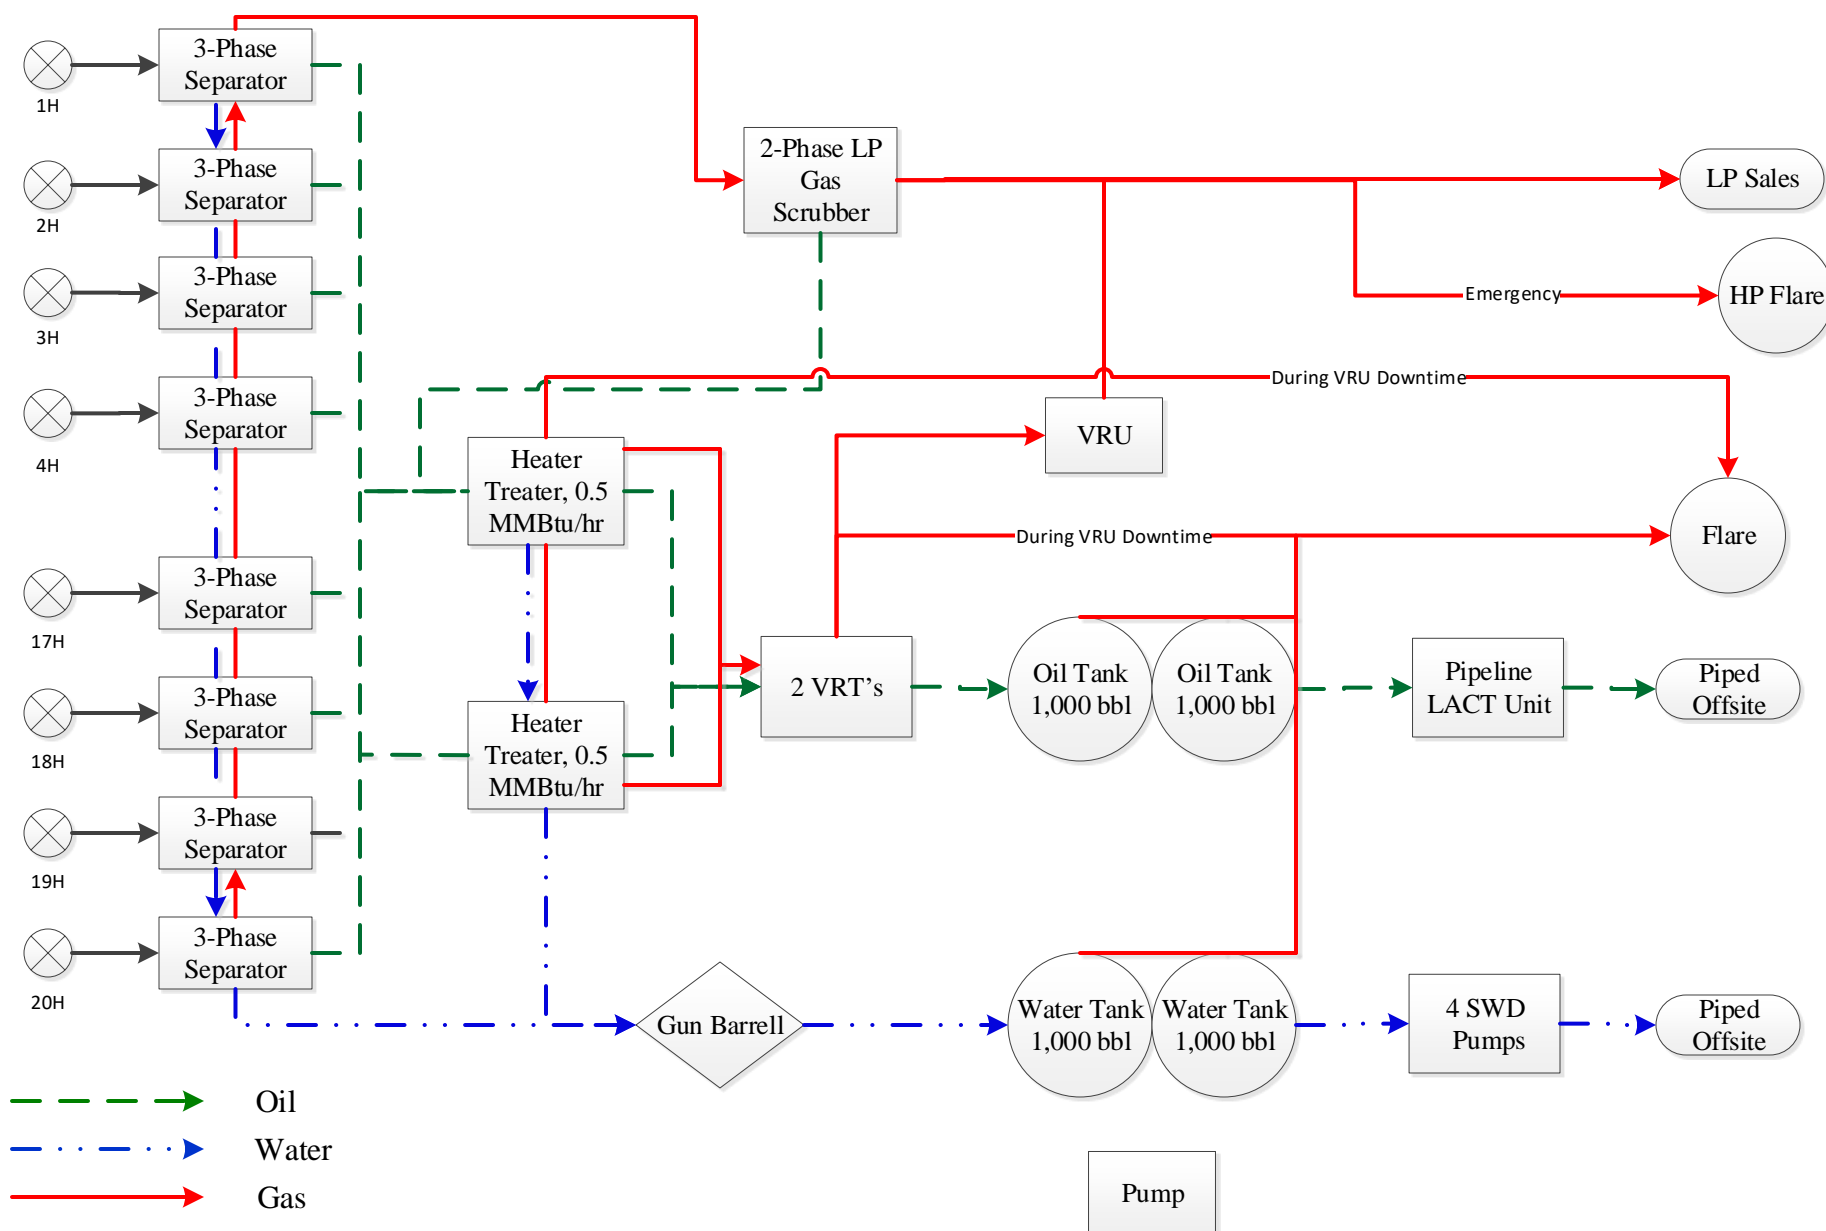 3-Phase
Separator
1H
3-Phase
Separator
2H
3-Phase
Separator
3H
3-Phase
Separator
4H
3-Phase
Separator
17H
3-Phase
Separator
18H
3-Phase
Separator
19H
3-Phase
Separator
20H
2-Phase LP
Gas
Scrubber
LP Sales
Emergency
HP Flare
During VRU Downtime
VRU
Heater
Treater, 0.5
MMBtu/hr
During VRU Downtime
Flare
Heater
Treater, 0.5
MMBtu/hr
2 VRT's
Oil Tank
1,000 bbl
Oil Tank
1,000 bbl
Pipeline
LACT Unit
Piped
Offsite
Gun Barrell
Water Tank
1,000 bbl
Water Tank
1,000 bbl
4 SWD
Pumps
Piped
Offsite
Oil
Water
Gas
Pump